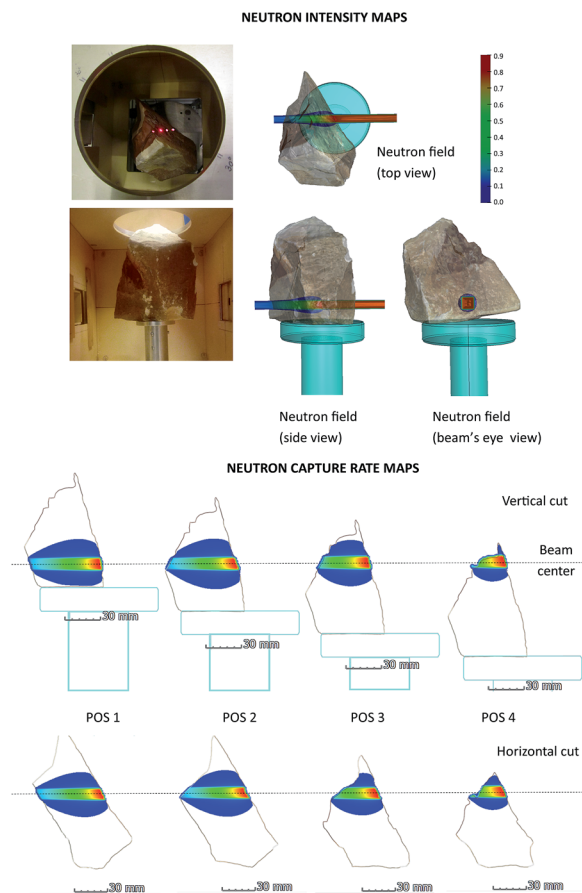 NEUTRON INTENSITY MAPS
0.9
0.8
0.7
0.6
0.5
0.4
0.3
0.2
0.1
0.0
Neutron field
(top view)
Neutron field
(side view)
Neutron field
(beam's eye view)
NEUTRON CAPTURE RATE MAPS
Vertical cut
Beam
center
30 mm
30 mm
30 mm
30 mm
POS 1
POS 2
POS 3
POS 4
Horizontal cut
30 mm
30 mm
30 mm
30 mm